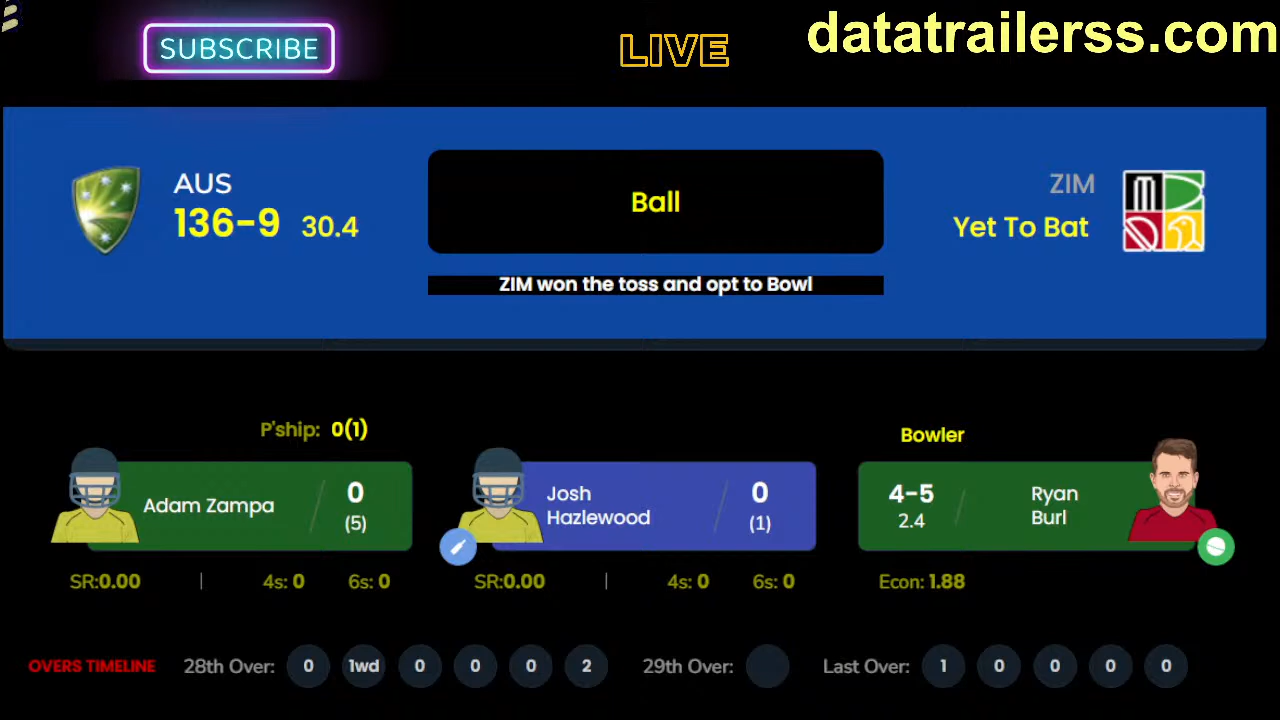 SUBSCRIBE
LIVE
datatrailerss.com
AUS
136-9 30.4
Ball
ZIM
Yet To Bat
ZIM won the toss and opt to Bowl
P'ship: 0(1)
Bowler
Adam Zampa
0
(5)
Josh
Hazlewood
0
(1)
4-5
2.4
Ryan
Burl
SR:0.00 | 4s: 0 6s: 0
SR:0.00 | 4s: 0 6s: 0
Econ: 1.88
OVERS TIMELINE 28th Over: 0 1wd 0 0 0 2 29th Over: Last Over: 1 0 0 0 0